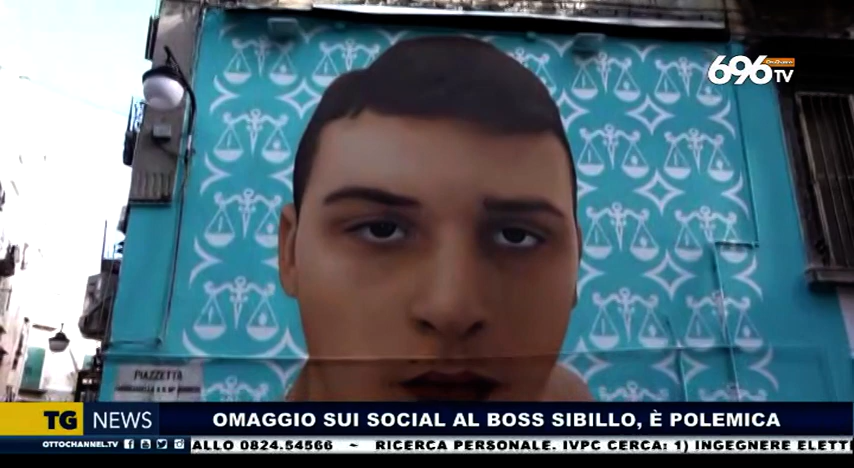 696 TV
OttoChannel
PIAZZETTA
TG NEWS OMAGGIO SUI SOCIAL AL BOSS SIBILLO, È POLEMICA
OTTOCHANNEL.TV ALLO 0824.54566 ~ RICERCA PERSONALE. IVPC CERCA: 1) INGEGNERE ELETT